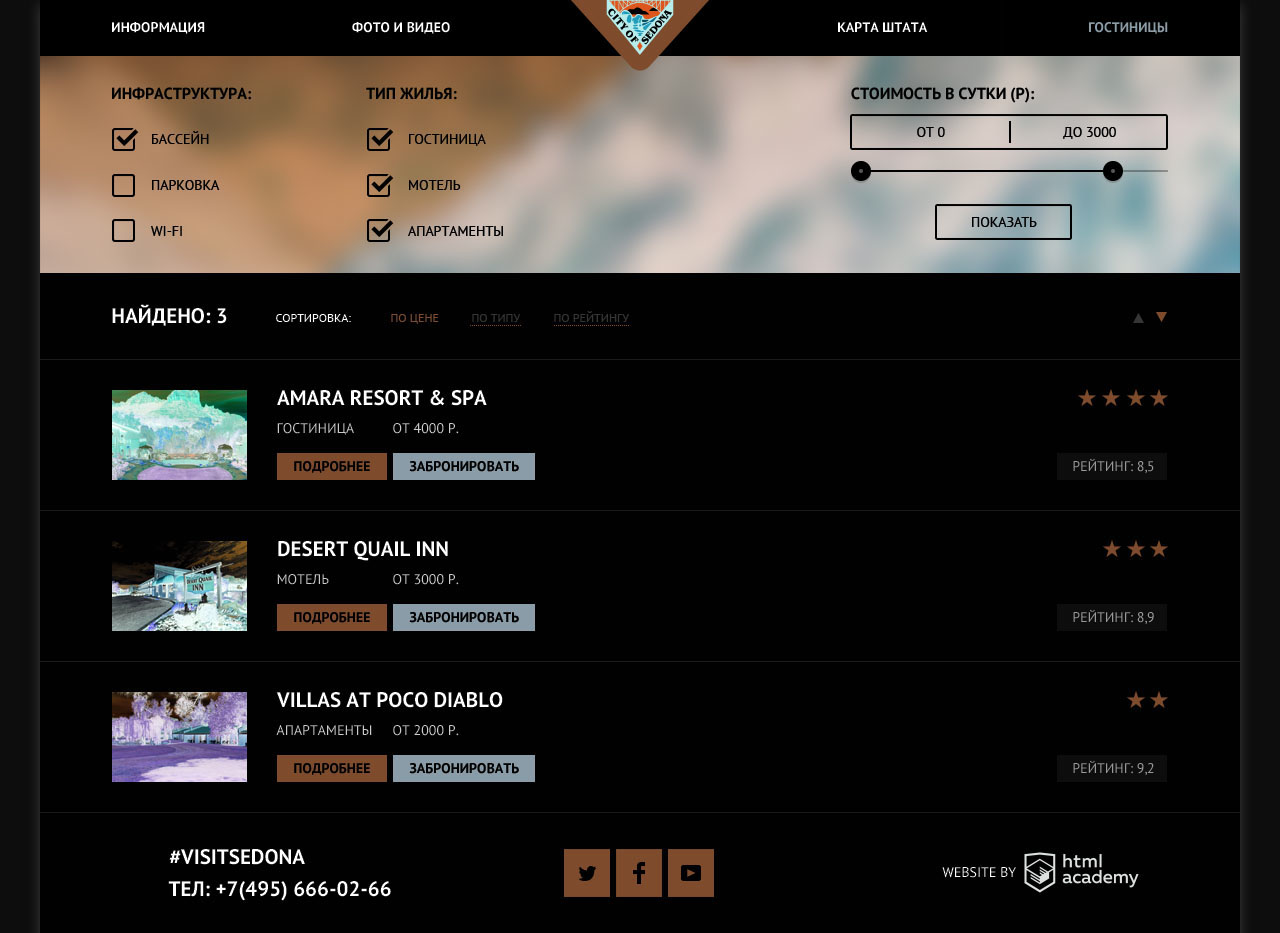 ИНФОРМАЦИЯ ФОТО И ВИДЕО КАРТА ШТАТА ГОСТИНИЦЫ
CITY OF SEDONA
ИНФРАСТРУКТУРА: ТИП ЖИЛЬЯ: СТОИМОСТЬ В СУТКИ (Р):
БАССЕЙН ГОСТИНИЦА ОТ 0 ДО 3000
ПАРКОВКА МОТЕЛЬ
WI-FI АПАРТАМЕНТЫ ПОКАЗАТЬ
НАЙДЕНО: 3 СОРТИРОВКА: ПО ЦЕНЕ ПО ТИПУ ПО РЕЙТИНГУ
AMARA RESORT & SPA
ГОСТИНИЦА ОТ 4000 Р.
ПОДРОБНЕЕ ЗАБРОНИРОВАТЬ РЕЙТИНГ: 8,5
DESERT QUAIL INN
DESERT QUAIL
INN
МОТЕЛЬ ОТ 3000 Р.
ПОДРОБНЕЕ ЗАБРОНИРОВАТЬ РЕЙТИНГ: 8,9
VILLAS AT POCO DIABLO
АПАРТАМЕНТЫ ОТ 2000 Р.
ПОДРОБНЕЕ ЗАБРОНИРОВАТЬ РЕЙТИНГ: 9,2
#VISITSEDONA
ТЕЛ: +7(495) 666-02-66
WEBSITE BY html
academy